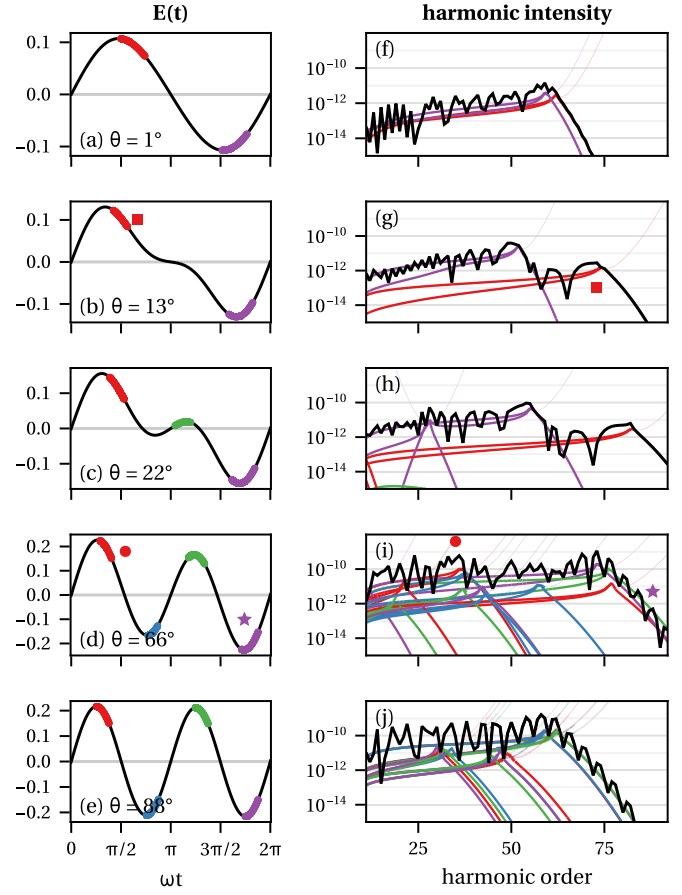 E(t) harmonic intensity
0.1
0.0
−0.1
(a) θ = 1°
(f)
10⁻¹⁰
10⁻¹²
10⁻¹⁴
0.1
0.0
−0.1
(b) θ = 13°
(g)
10⁻¹⁰
10⁻¹²
10⁻¹⁴
0.1
0.0
−0.1
(c) θ = 22°
(h)
10⁻¹⁰
10⁻¹²
10⁻¹⁴
0.2
0.1
0.0
−0.1
−0.2
(d) θ = 66°
(i)
10⁻¹⁰
10⁻¹²
10⁻¹⁴
0.2
0.1
0.0
−0.1
−0.2
(e) θ = 88°
(j)
10⁻¹⁰
10⁻¹²
10⁻¹⁴
0 π/2 π 3π/2 2π
25 50 75
ωt
harmonic order